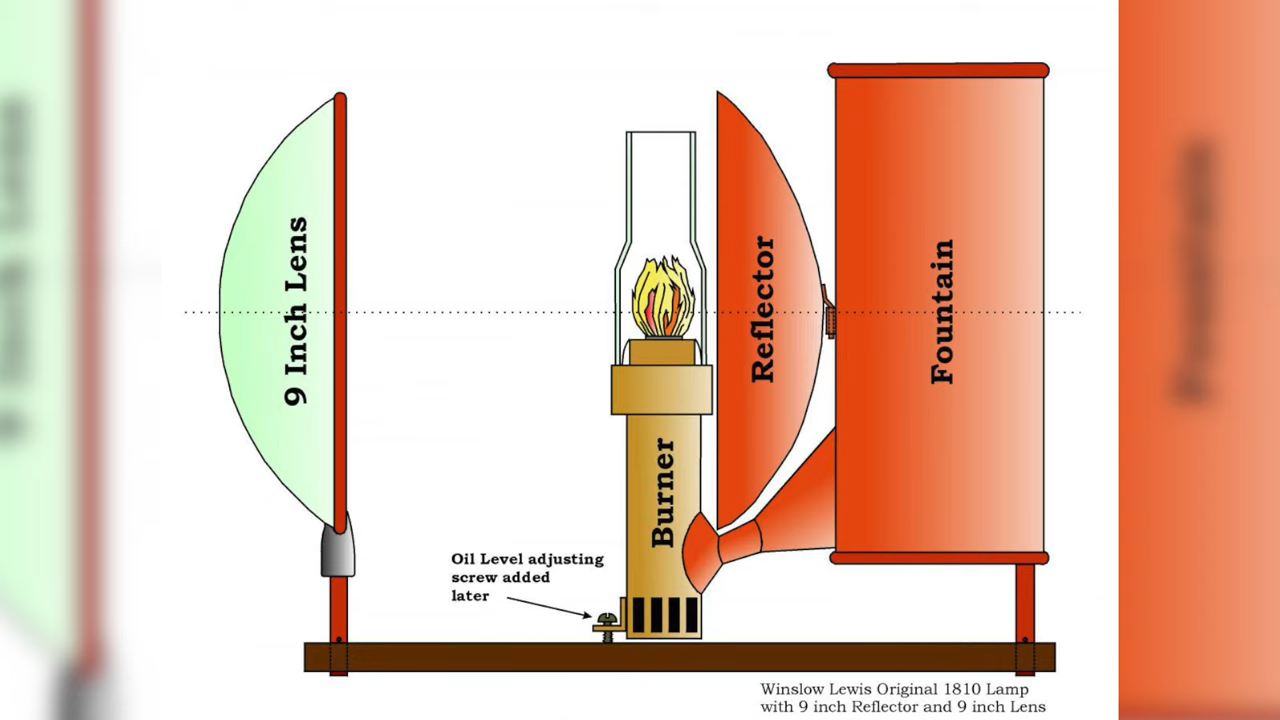 9 Inch Lens
Reflector
Fountain
Burner
Oil Level adjusting
screw added
later
Winslow Lewis Original 1810 Lamp
with 9 inch Reflector and 9 inch Lens